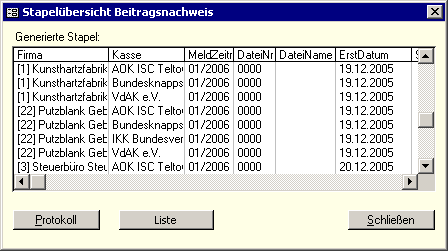 Stapelübersicht Beitragsnachweis
Generierte Stapel:
Firma Kasse MeldZeitr DateiNr DateiName ErstDatum S
[1] Kunsthartzfabrik AOK ISC Teltow 01/2006 0000 19.12.2005
[1] Kunsthartzfabrik Bundesknapps 01/2006 0000 19.12.2005
[1] Kunsthartzfabrik VdAK e.V. 01/2006 0000 19.12.2005
[22] Putzblank Geb AOK ISC Teltow 01/2006 0000 19.12.2005
[22] Putzblank Geb Bundesknapps 01/2006 0000 19.12.2005
[22] Putzblank Geb IKK Bundesver 01/2006 0000 19.12.2005
[22] Putzblank Geb VdAK e.V. 01/2006 0000 19.12.2005
[3] Steuerbüro Steu AOK ISC Teltow 01/2006 0000 20.12.2005
Protokoll Liste Schließen